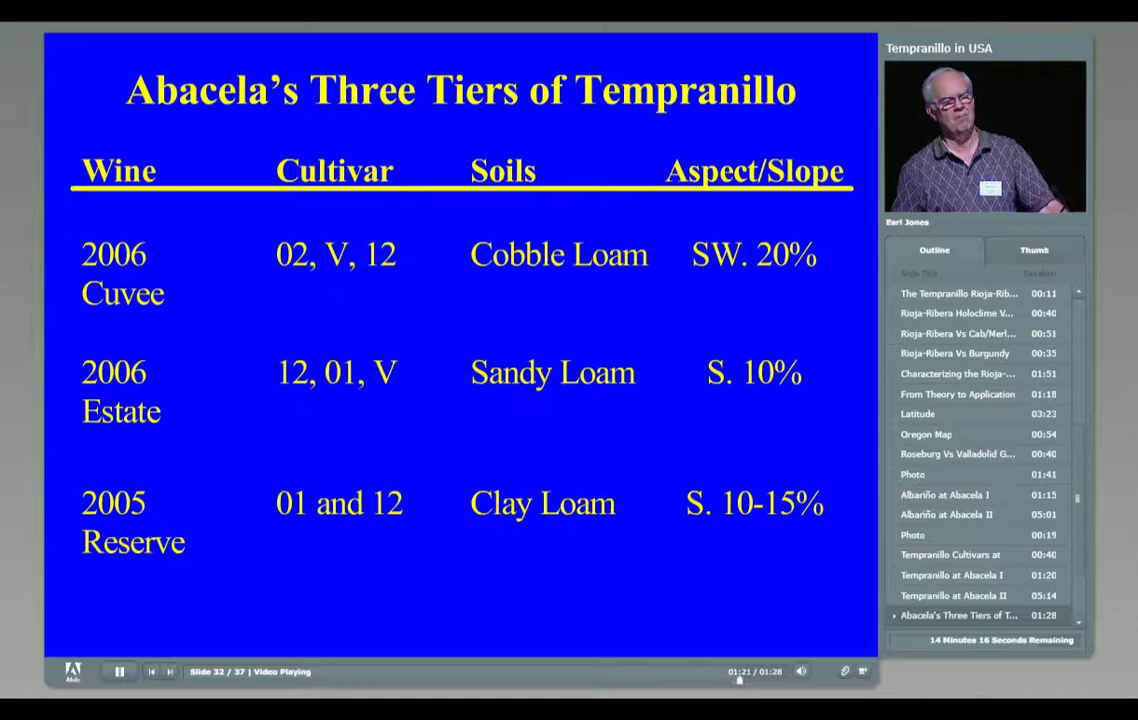 Abacela's Three Tiers of Tempranillo
Wine Cultivar Soils Aspect/Slope
2006 Cuvee 02, V, 12 Cobble Loam SW. 20%
2006 Estate 12, 01, V Sandy Loam S. 10%
2005 Reserve 01 and 12 Clay Loam S. 10-15%
Tempranillo in USA
Earl Jones
Outline Thumb
Slide Title Duration
The Tempranillo Rioja-Rib... 00:11
Rioja-Ribera Holoclime V... 00:40
Rioja-Ribera Vs Cab/Merl... 00:51
Rioja-Ribera Vs Burgundy 00:35
Characterizing the Rioja-... 01:51
From Theory to Application 01:18
Latitude 03:23
Oregon Map 00:54
Roseburg Vs Valladolid G... 00:40
Photo 01:41
Albariño at Abacela I 01:15
Albariño at Abacela II 05:01
Photo 00:19
Tempranillo Cultivars at 00:40
Tempranillo at Abacela I 01:20
Tempranillo at Abacela II 05:14
Abacela's Three Tiers of T... 01:28
14 Minutes 16 Seconds Remaining
Adobe
Slide 32 / 37 | Video Playing
01:21 / 01:28